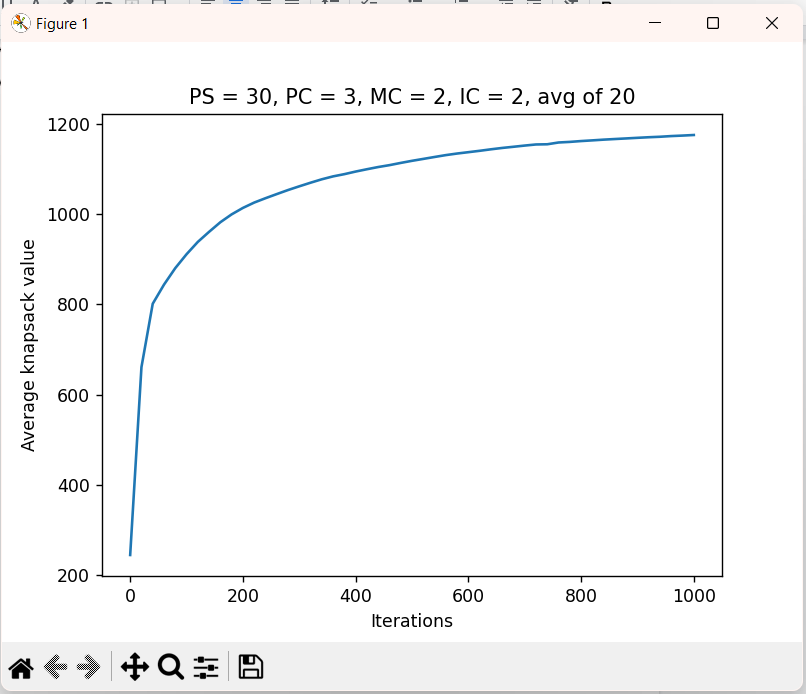 Figure 1
PS = 30, PC = 3, MC = 2, IC = 2, avg of 20
1200
1000
800
600
400
200
Average knapsack value
0 200 400 600 800 1000
Iterations